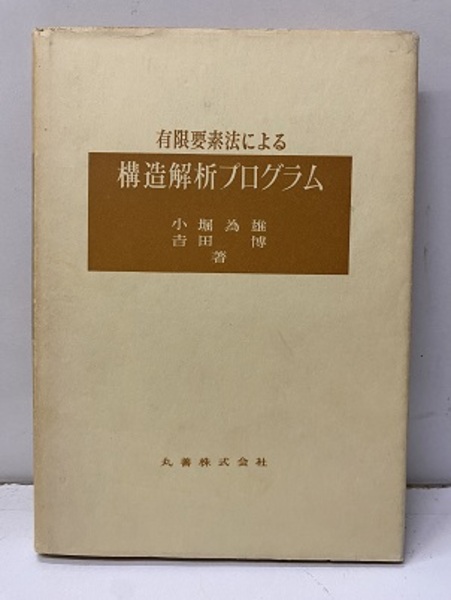 有限要素法による
構造解析プログラム
小堀為雄
吉田博
著
丸善株式会社